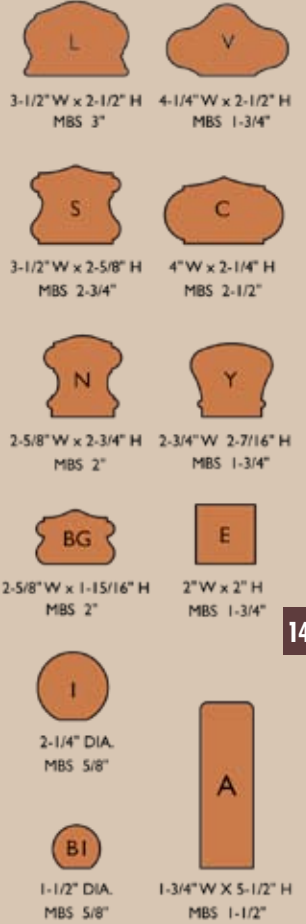 L V
3-1/2" W x 2-1/2" H 4-1/4" W x 2-1/2" H
MBS 3" MBS 1-3/4"
S C
3-1/2" W x 2-5/8" H 4" W x 2-1/4" H
MBS 2-3/4" MBS 2-1/2"
N Y
2-5/8" W x 2-3/4" H 2-3/4" W 2-7/16" H
MBS 2" MBS 1-3/4"
BG E
2-5/8" W x 1-15/16" H 2" W x 2" H
MBS 2" MBS 1-3/4"
14
I
2-1/4" DIA.
MBS 5/8"
A
B1
1-1/2" DIA. 1-3/4" W X 5-1/2" H
MBS 5/8" MBS 1-1/2"